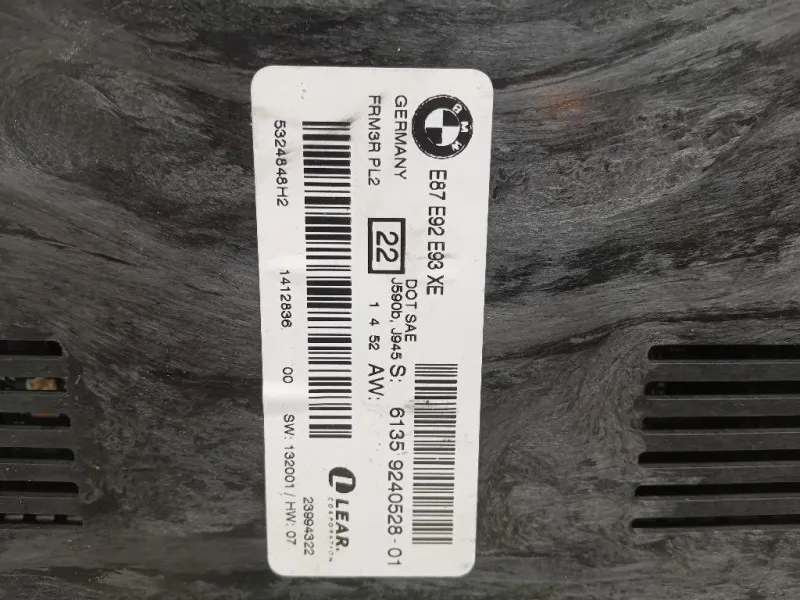 BMW
E87 E92 E93 XE
GERMANY
DOT SAE
J590b, J945
S: 6135 9240528 - 01
FRM3R PL2
22
1 4 52
AW:
LEAR.
CORPORATION
5324848H2
1412836
00
SW: 132001 / HW: 07
23994322